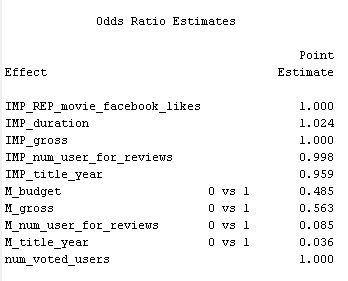 Odds Ratio Estimates
Point
Effect Estimate
IMP_REP_movie_facebook_likes 1.000
IMP_duration 1.024
IMP_gross 1.000
IMP_num_user_for_reviews 0.998
IMP_title_year 0.959
M_budget 0 vs 1 0.485
M_gross 0 vs 1 0.563
M_num_user_for_reviews 0 vs 1 0.085
M_title_year 0 vs 1 0.036
num_voted_users 1.000